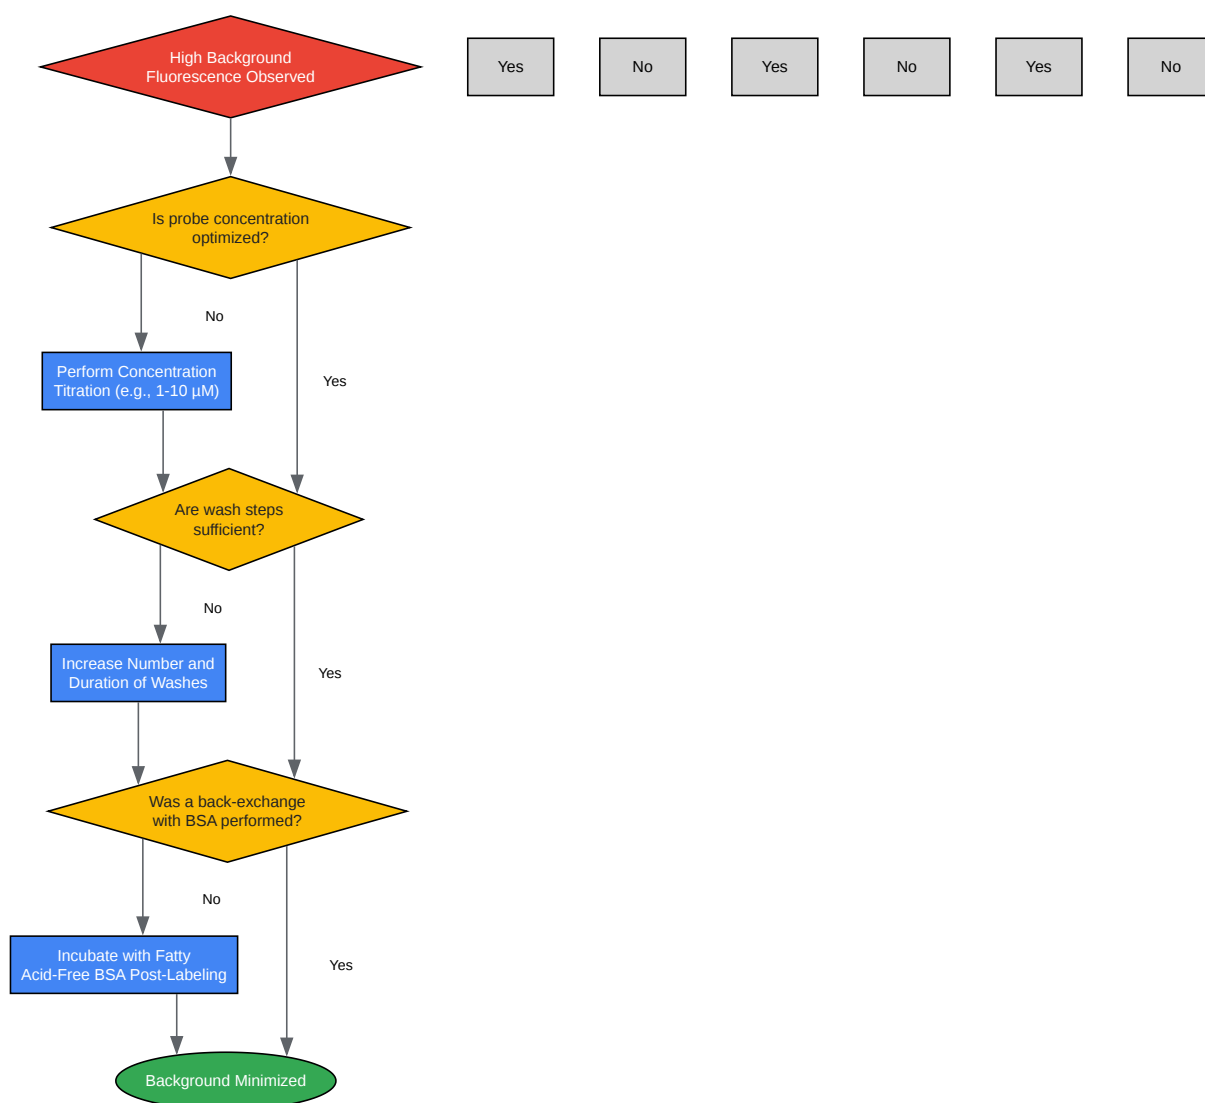 High Background
Fluorescence Observed
Yes
No
Yes
No
Yes
No
Is probe concentration
optimized?
No
Perform Concentration
Titration (e.g., 1-10 µM)
Yes
Are wash steps
sufficient?
No
Increase Number and
Duration of Washes
Yes
Was a back-exchange
with BSA performed?
No
Incubate with Fatty
Acid-Free BSA Post-Labeling
Yes
Background Minimized